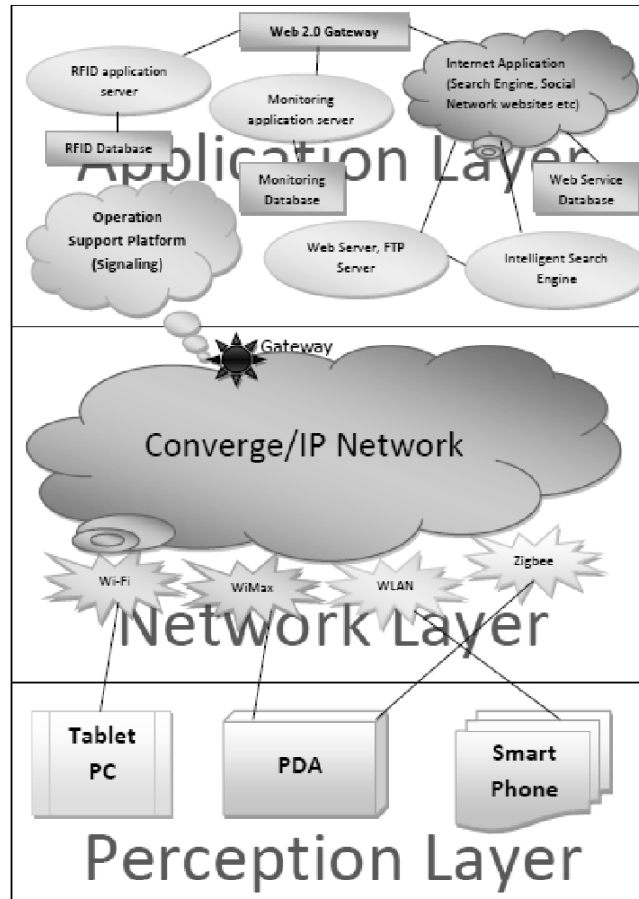 Web 2.0 Gateway
RFID application
server
Monitoring
application server
Internet Application
(Search Engine, Social
Network websites etc)
RFID Database
Application Layer
Monitoring
Database
Web Service
Database
Operation
Support Platform
(Signaling)
Web Server, FTP
Server
Intelligent Search
Engine
Gateway
Converge/IP Network
Wi-Fi
WiMax
WLAN
Zigbee
Network Layer
Tablet
PC
PDA
Smart
Phone
Perception Layer